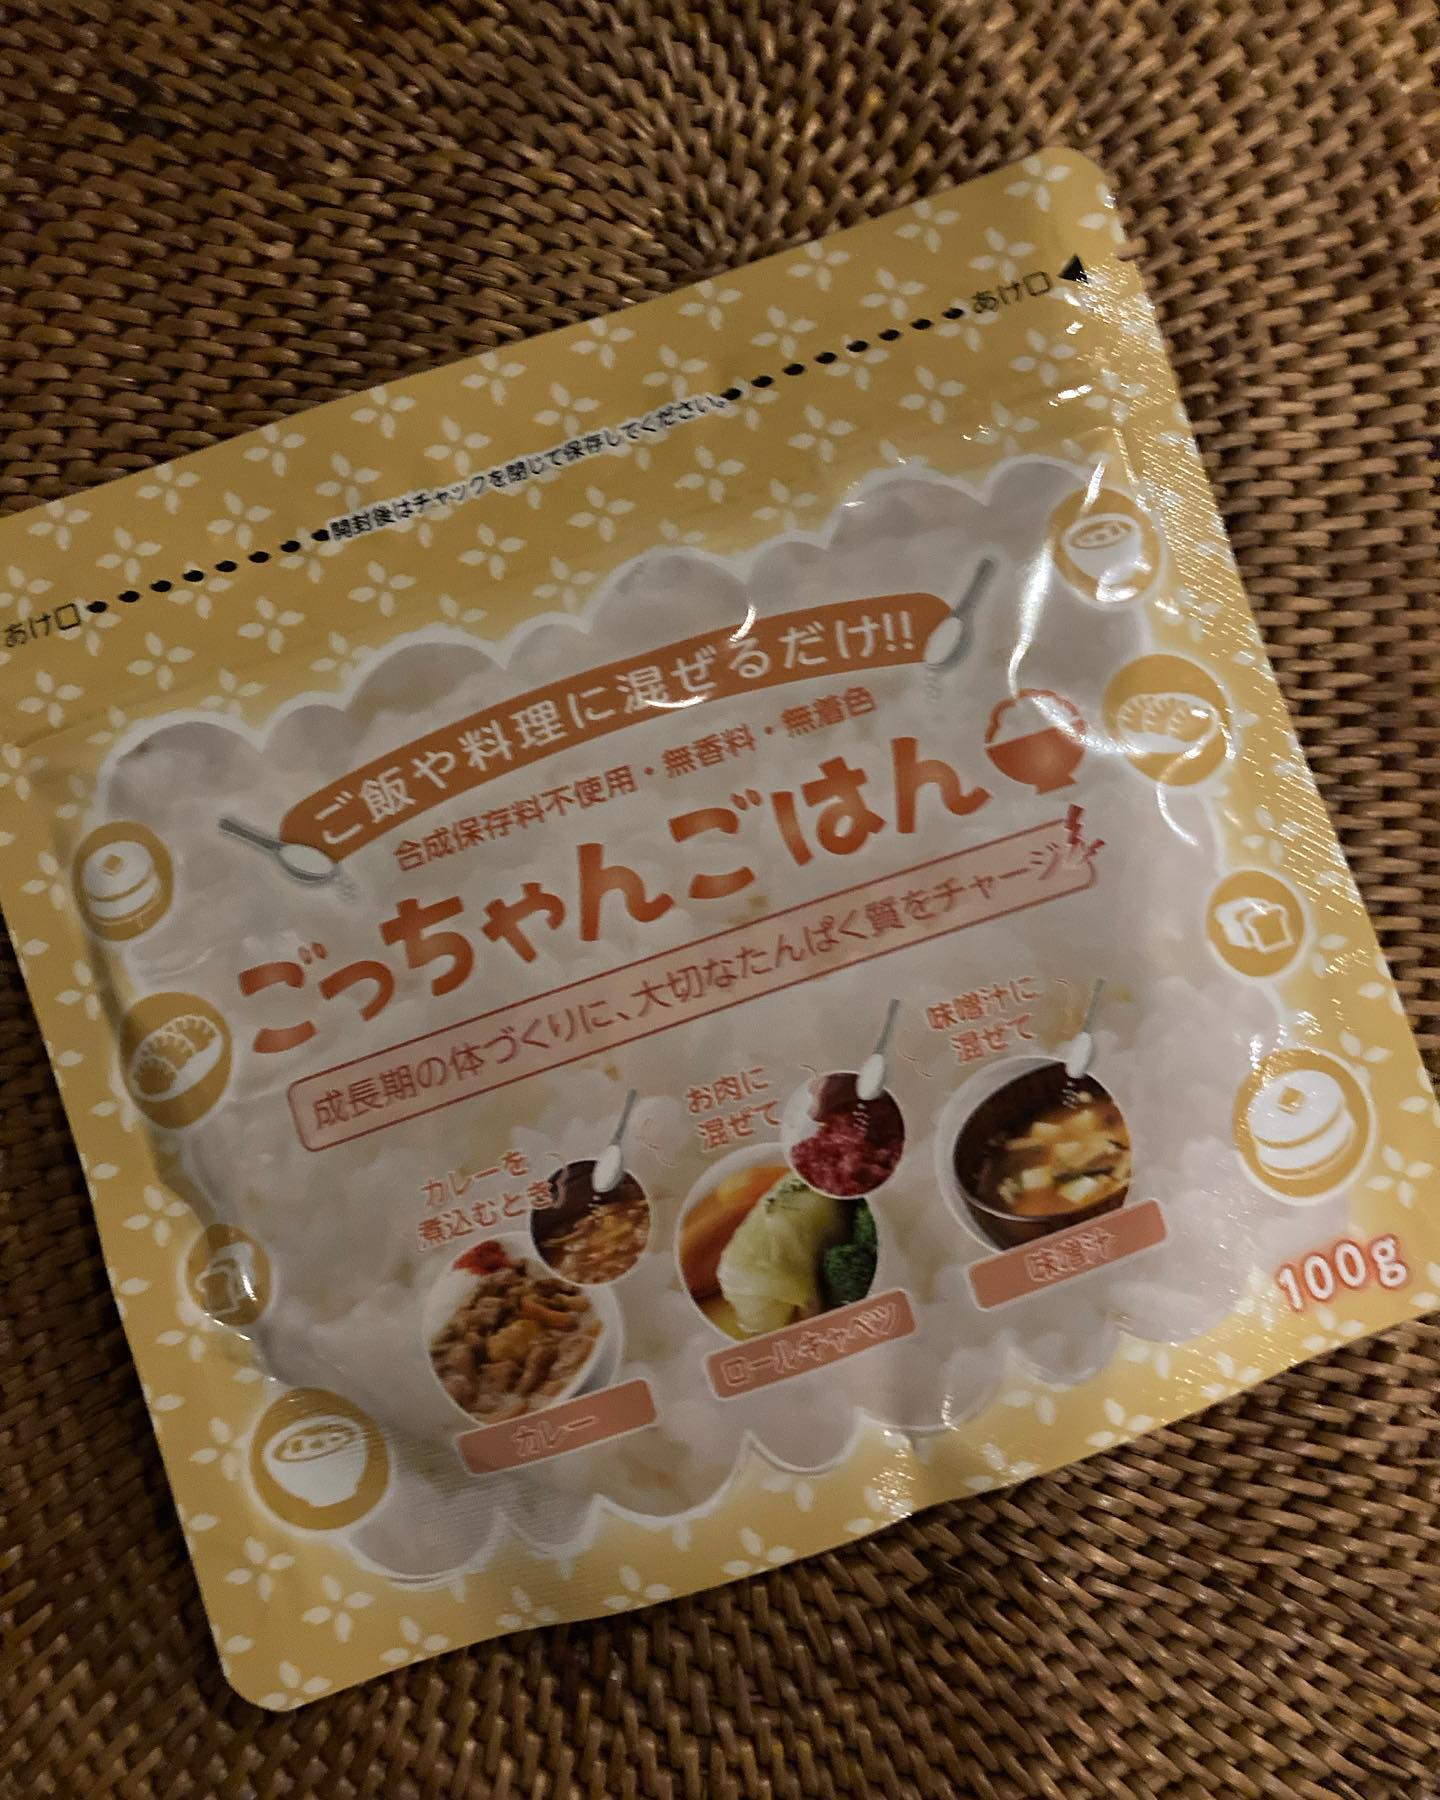 あけ口
開封後はチャックを閉じて保存してください。
あけ口
ご飯や料理に混ぜるだけ!!
合成保存料不使用・無香料・無着色
ごっちゃんごはん
成長期の体づくりに、大切なたんぱく質をチャージ
カレーを
煮込むとき
カレー
お肉に
混ぜて
ロールキャベツ
味噌汁に
混ぜて
味噌汁
100g